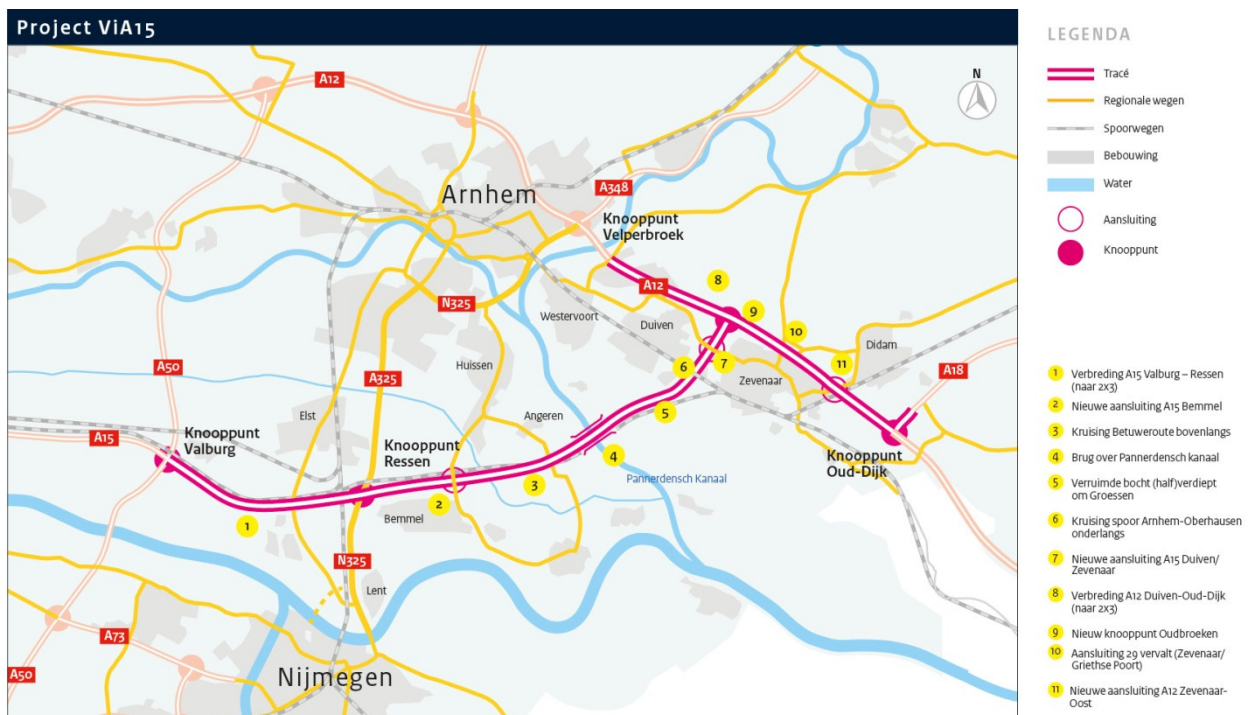 Project ViA15
A12
N
Arnhem
A348
Knooppunt
Velperbroek
A12
8
9
N325
Westervoort
Duiven
10
Didam
A50
Huissen
6
7
11
A325
Zevenaar
A18
Elst
Angeren
5
A15
Knooppunt
Valburg
Knooppunt
Ressen
4
Knooppunt
Oud-Dijk
3
Pannerdensch Kanaal
2
1
Bemmel
N325
Lent
A73
A50
Nijmegen
LEGENDA
Tracé
Regionale wegen
Spoorwegen
Bebouwing
Water
Aansluiting
Knooppunt
1 Verbreding A15 Valburg – Ressen
(naar 2x3)
2 Nieuwe aansluiting A15 Bemmel
3 Kruising Betuweroute bovenlangs
4 Brug over Pannerdensch kanaal
5 Verruimde bocht (half)verdiept
om Groessen
6 Kruising spoor Arnhem-Oberhausen
onderlangs
7 Nieuwe aansluiting A15 Duiven/
Zevenaar
8 Verbreding A12 Duiven-Oud-Dijk
(naar 2x3)
9 Nieuw knooppunt Oudbroeken
10 Aansluiting 29 vervalt (Zevenaar/
Griethse Poort)
11 Nieuwe aansluiting A12 Zevenaar-
Oost